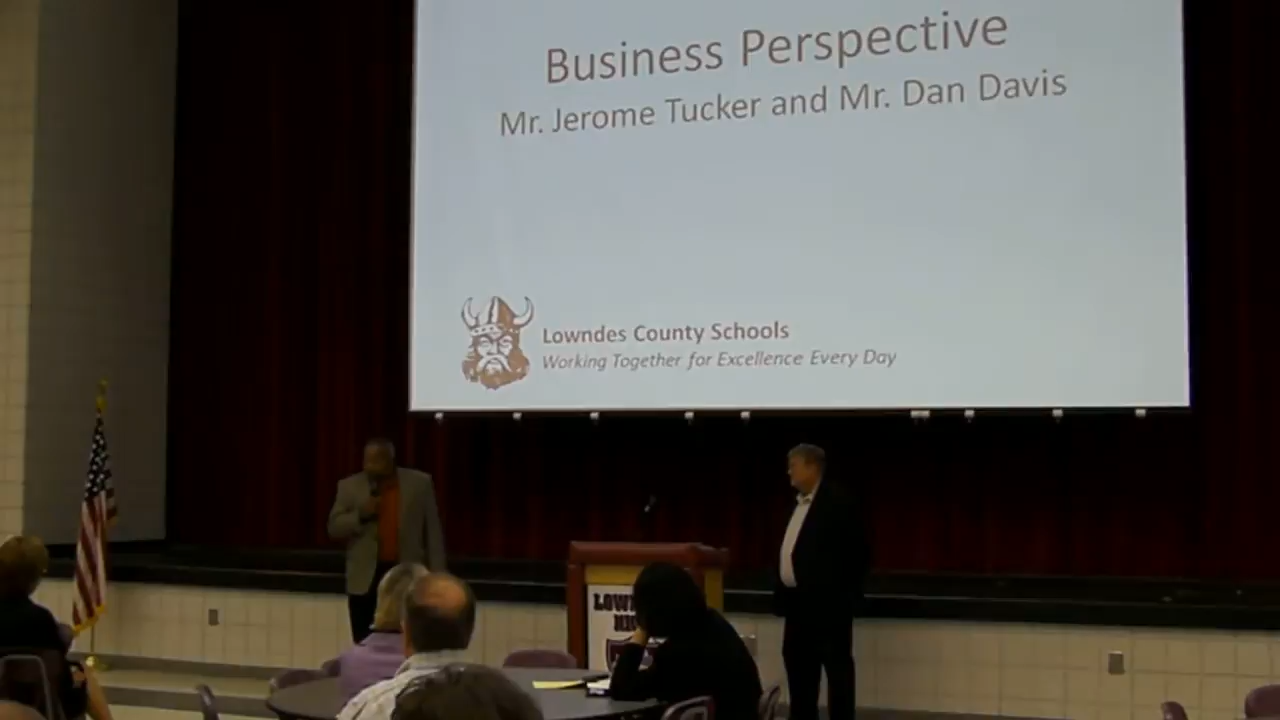 Business Perspective
Mr. Jerome Tucker and Mr. Dan Davis
Lowndes County Schools
Working Together for Excellence Every Day